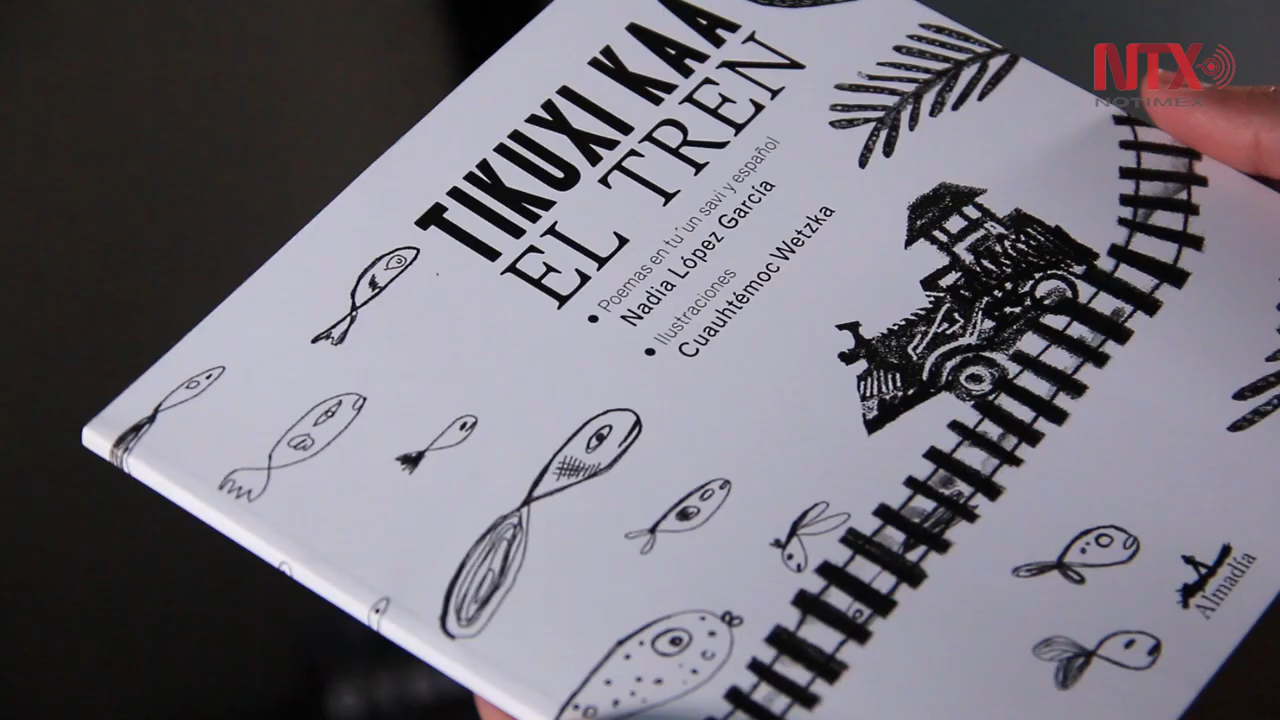 NTX
NOTIMEX
TIKUXI KAA
EL TREN
• Poemas en tu'un savi y español
Nadia López García
• Ilustraciones
Cuauhtémoc Wetzka
Almadía